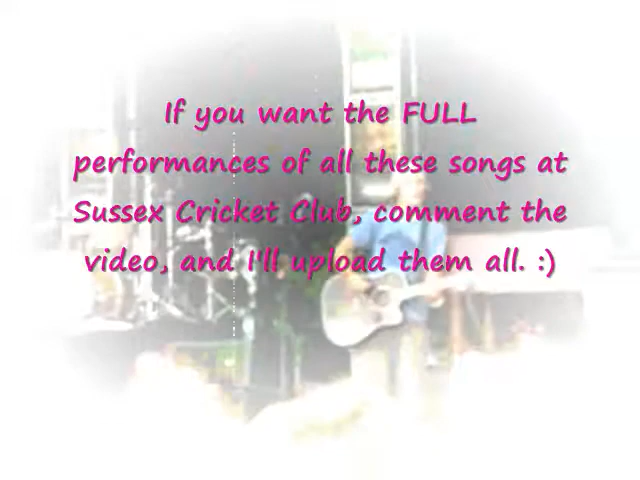 If you want the FULL
performances of all these songs at
Sussex Cricket Club, comment the
video, and I'll upload them all. :)